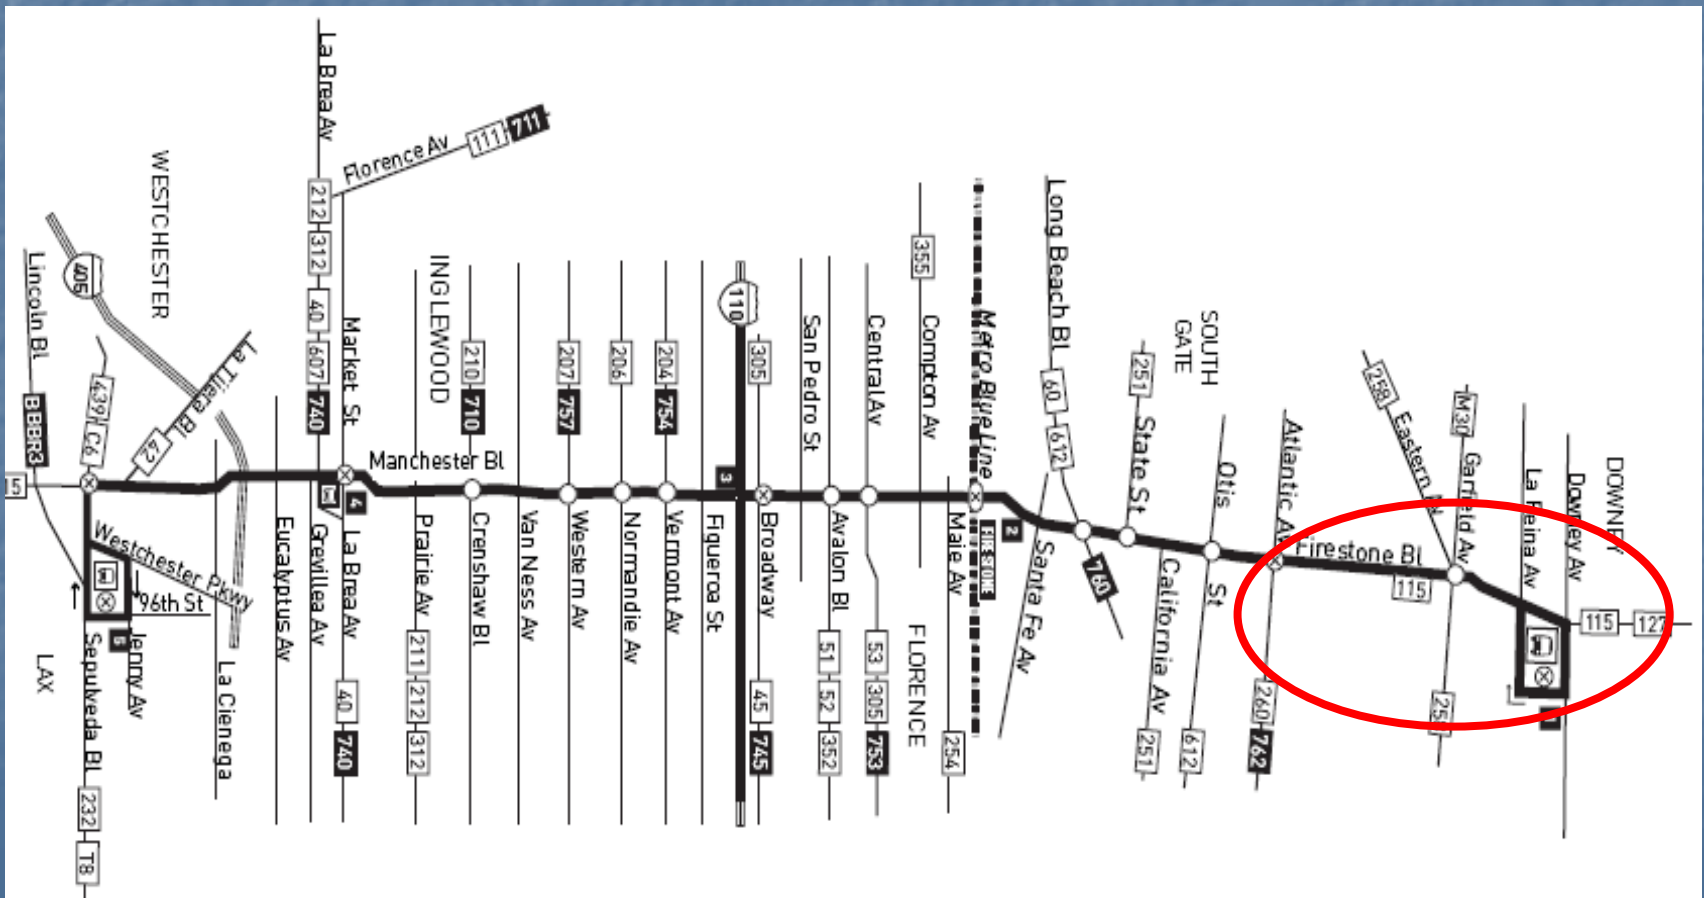 La Brea Av
Florence Av
111
711
WESTCHESTER
405
Lincoln Bl
BBBR3
439
C6
La Tijera Bl
42
212
312
40
607
740
Market St
INGLEWOOD
210
710
207
757
206
204
754
110
305
San Pedro St
Central Av
355
Compton Av
Metro Blue Line
Long Beach Bl
60
612
251
State St
SOUTH
GATE
Otis
St
Atlantic Av
258
Eastern
M30
Garfield Av
La Reina Av
Downey Av
DOWNEY
15
Manchester Bl
4
3
2
FIRESTONE
Firestone Bl
115
115
127
Westchester Pkwy
96th St
5
Jenny Av
Sepulveda Bl
LAX
232
T8
La Cienega
Eucalyptus Av
Grevillea Av
La Brea Av
40
740
Prairie Av
211
212
312
Crenshaw Bl
Van Ness Av
Western Av
Normandie Av
Vermont Av
Figueroa St
Broadway
45
745
Avalon Bl
51
52
352
53
305
753
FLORENCE
Maie Av
254
Santa Fe Av
760
California Av
251
612
260
762